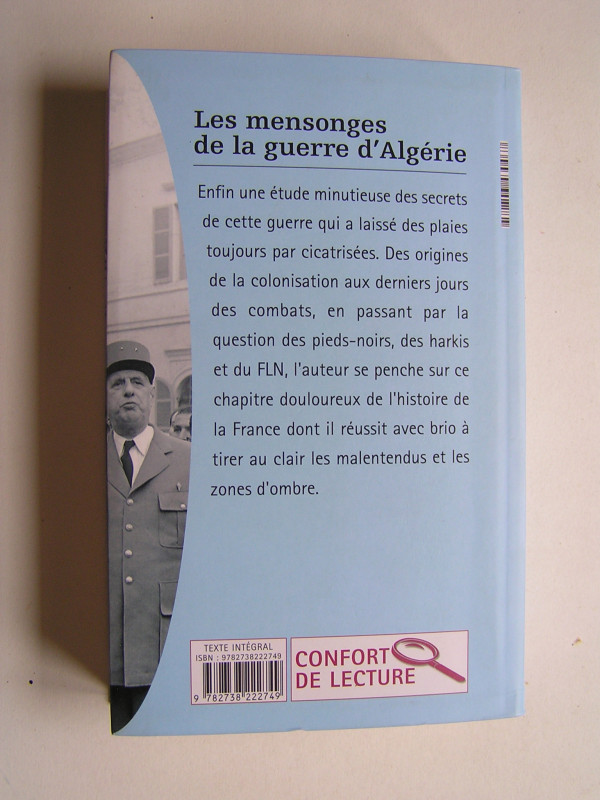 Les mensonges
de la guerre d'Algérie
Enfin une étude minutieuse des secrets
de cette guerre qui a laissé des plaies
toujours par cicatrisées. Des origines
de la colonisation aux derniers jours
des combats, en passant par la
question des pieds-noirs, des harkis
et du FLN, l'auteur se penche sur ce
chapitre douloureux de l'histoire de
la France dont il réussit avec brio à
tirer au clair les malentendus et les
zones d'ombre.
TEXTE INTÉGRAL
ISBN : 9782738222749
9 782738 222749
CONFORT
DE LECTURE